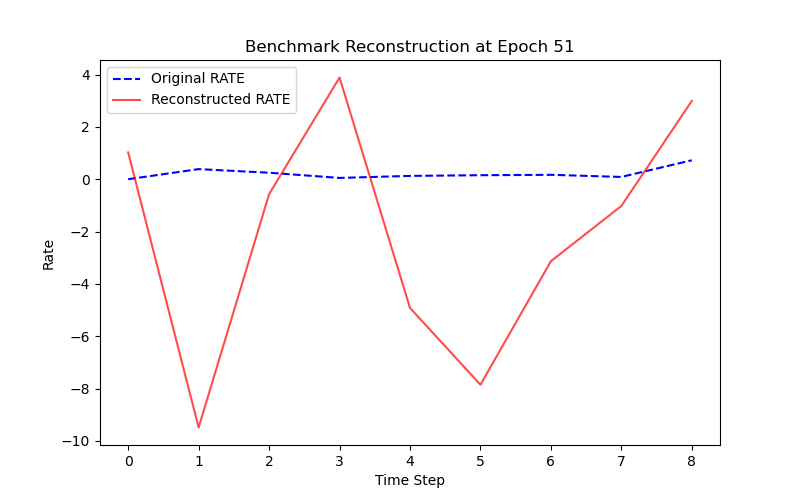 Benchmark Reconstruction at Epoch 51
Original RATE
Reconstructed RATE
4
2
0
−2
−4
−6
−8
−10
Rate
0 1 2 3 4 5 6 7 8
Time Step